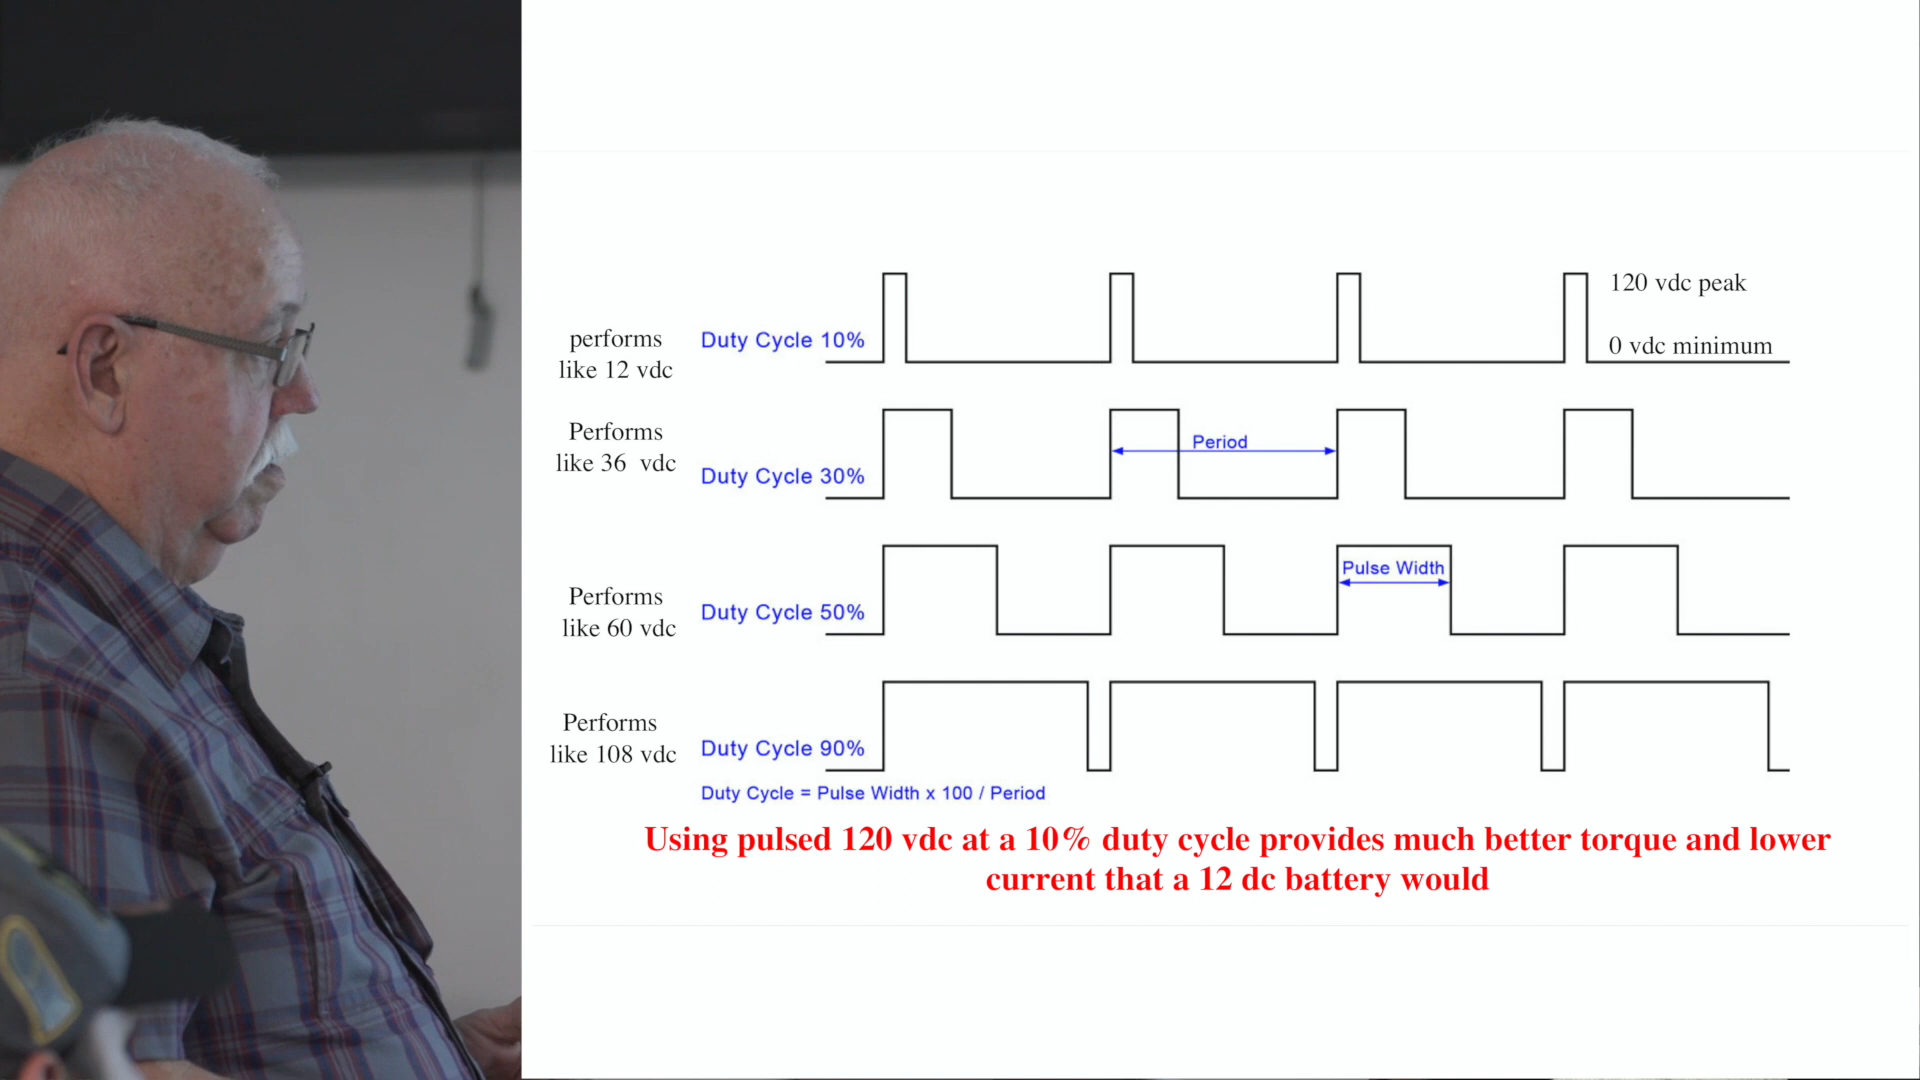 120 vdc peak
performs
like 12 vdc
Duty Cycle 10%
0 vdc minimum
Performs
like 36 vdc
Duty Cycle 30%
Period
Performs
like 60 vdc
Duty Cycle 50%
Pulse Width
Performs
like 108 vdc
Duty Cycle 90%
Duty Cycle = Pulse Width x 100 / Period
Using pulsed 120 vdc at a 10% duty cycle provides much better torque and lower
current that a 12 dc battery would